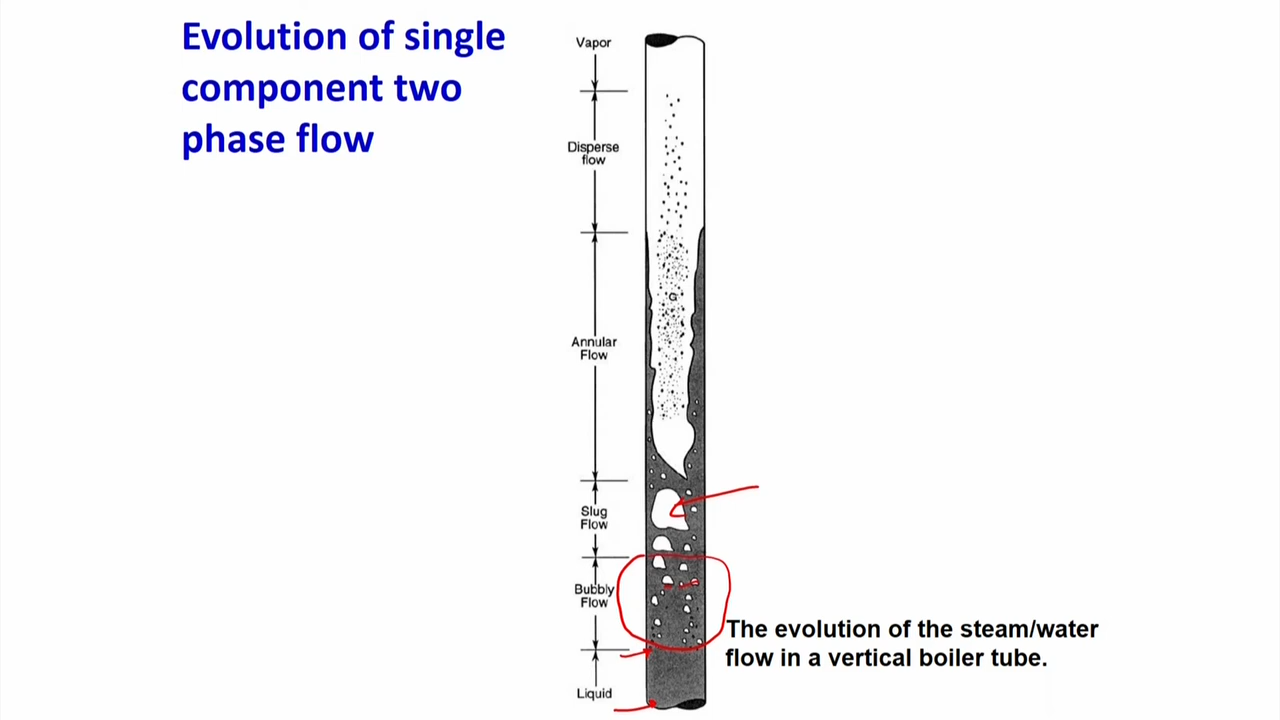 Evolution of single
component two
phase flow
Vapor
Disperse
flow
G
Annular
Flow
Slug
Flow
Bubbly
Flow
Liquid
The evolution of the steam/water
flow in a vertical boiler tube.